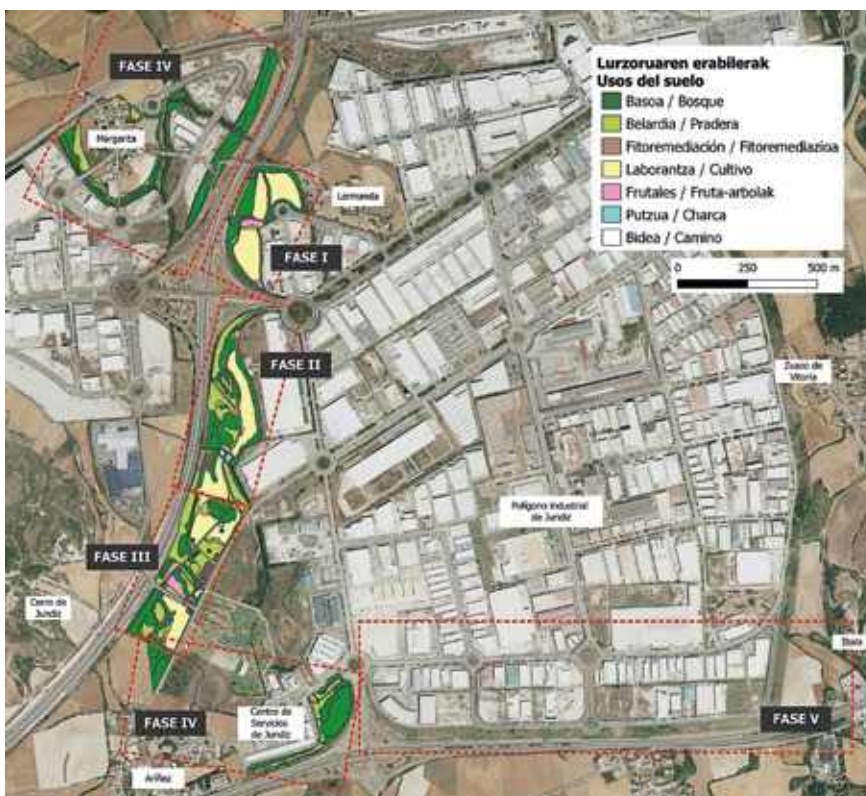 FASE IV
Margarita
Lermanda
FASE I
Lurzoruaren erabilerak
Usos del suelo
Basoa / Bosque
Belardia / Pradera
Fitoremediación / Fitoremediazioa
Laborantza / Cultivo
Frutales / Fruta-arbolak
Putzua / Charca
Bidea / Camino
0 250 500 m
FASE II
Zuazo de
Vitoria
Polígono industrial
de Jundiz
FASE III
Cerro de
Jundiz
FASE IV
Centro de
Servicios
de Jundiz
Ariñez
FASE V